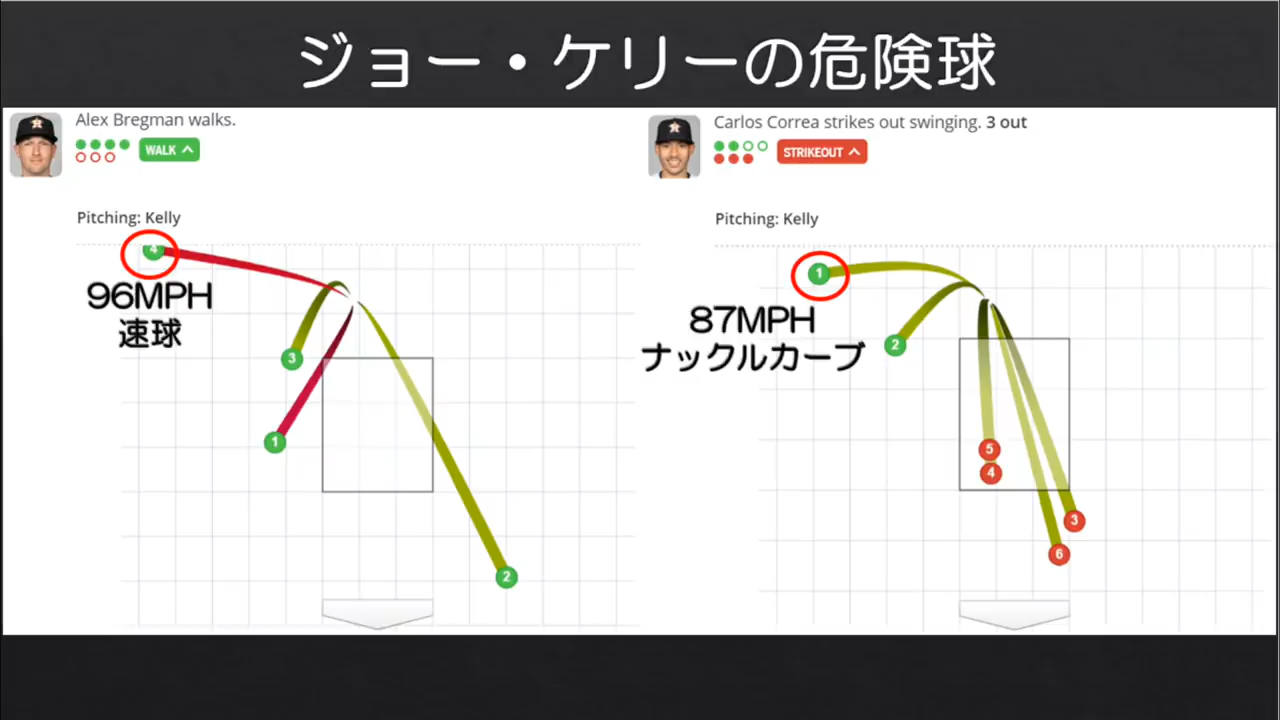 ジョー・ケリーの危険球
Alex Bregman walks.
WALK
Pitching: Kelly
4
96MPH
速球
3
1
2
Carlos Correa strikes out swinging. 3 out
STRIKEOUT
Pitching: Kelly
1
87MPH
ナックルカーブ
2
5
4
3
6